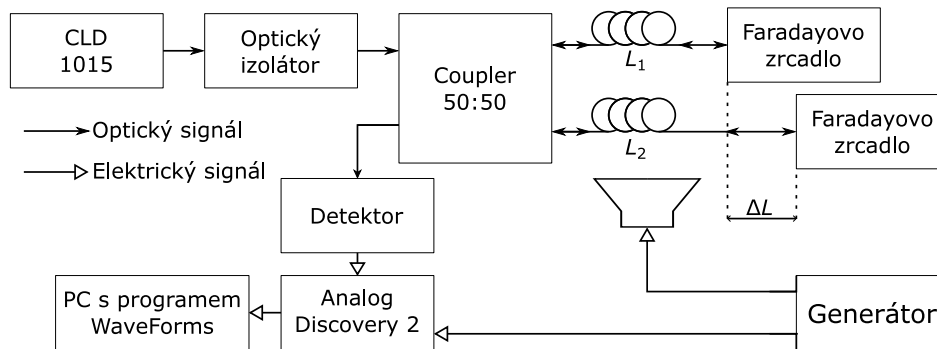 CLD
1015
Optický
izolátor
Coupler
50:50
L₁
Faradayovo
zrcadlo
L₂
Faradayovo
zrcadlo
Optický signál
Elektrický signál
ΔL
Detektor
PC s programem
WaveForms
Analog
Discovery 2
Generátor